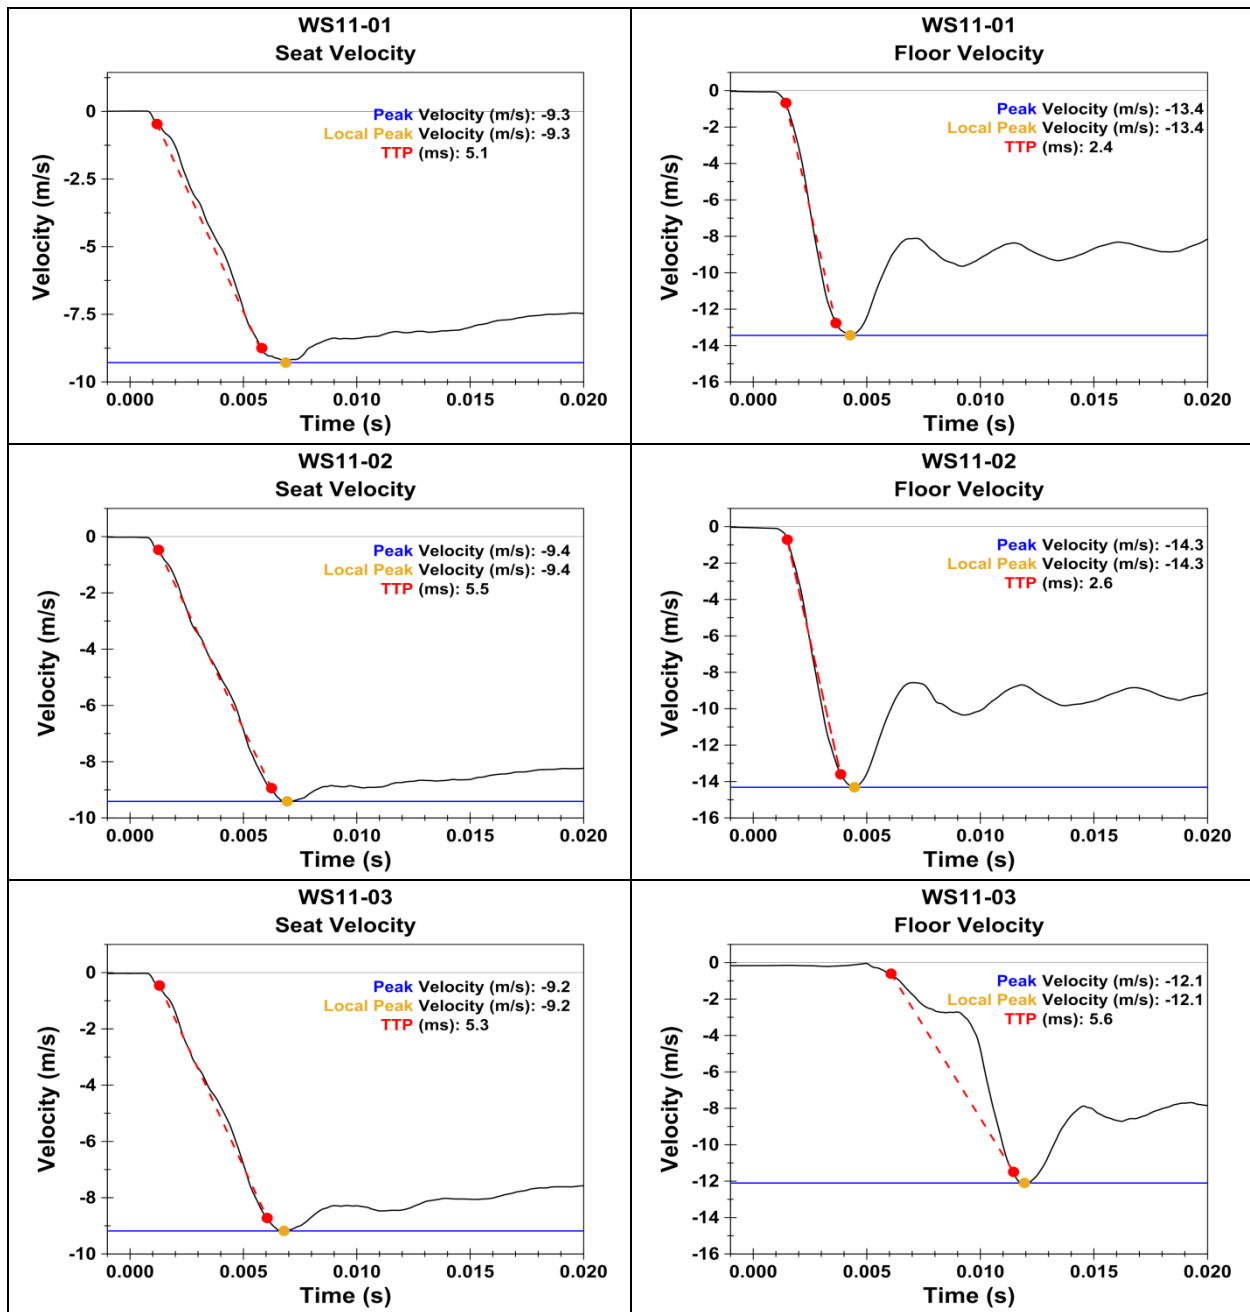 WS11-01
Seat Velocity
Peak Velocity (m/s): -9.3
Local Peak Velocity (m/s): -9.3
TTP (ms): 5.1
Velocity (m/s)
0
-2.5
-5
-7.5
-10
0.000 0.005 0.010 0.015 0.020
Time (s)
WS11-01
Floor Velocity
Peak Velocity (m/s): -13.4
Local Peak Velocity (m/s): -13.4
TTP (ms): 2.4
Velocity (m/s)
0
-2
-4
-6
-8
-10
-12
-14
-16
0.000 0.005 0.010 0.015 0.020
Time (s)
WS11-02
Seat Velocity
Peak Velocity (m/s): -9.4
Local Peak Velocity (m/s): -9.4
TTP (ms): 5.5
Velocity (m/s)
0
-2
-4
-6
-8
-10
0.000 0.005 0.010 0.015 0.020
Time (s)
WS11-02
Floor Velocity
Peak Velocity (m/s): -14.3
Local Peak Velocity (m/s): -14.3
TTP (ms): 2.6
Velocity (m/s)
0
-2
-4
-6
-8
-10
-12
-14
-16
0.000 0.005 0.010 0.015 0.020
Time (s)
WS11-03
Seat Velocity
Peak Velocity (m/s): -9.2
Local Peak Velocity (m/s): -9.2
TTP (ms): 5.3
Velocity (m/s)
0
-2
-4
-6
-8
-10
0.000 0.005 0.010 0.015 0.020
Time (s)
WS11-03
Floor Velocity
Peak Velocity (m/s): -12.1
Local Peak Velocity (m/s): -12.1
TTP (ms): 5.6
Velocity (m/s)
0
-2
-4
-6
-8
-10
-12
-14
-16
0.000 0.005 0.010 0.015 0.020
Time (s)